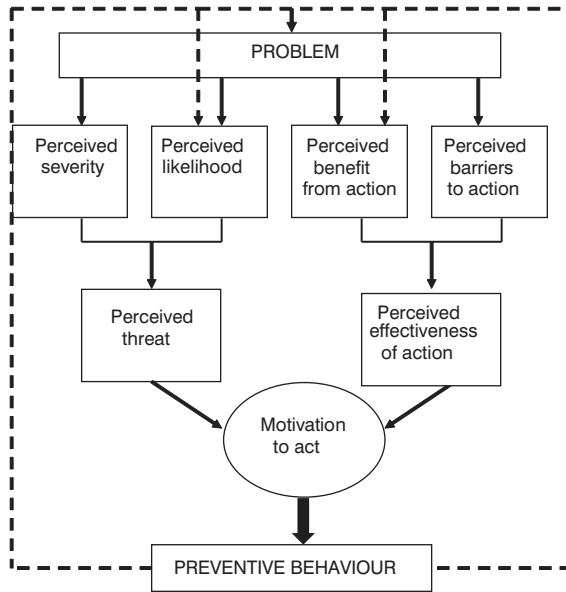 PROBLEM
Perceived
severity
Perceived
likelihood
Perceived
benefit
from action
Perceived
barriers
to action
Perceived
threat
Perceived
effectiveness
of action
Motivation
to act
PREVENTIVE BEHAVIOUR